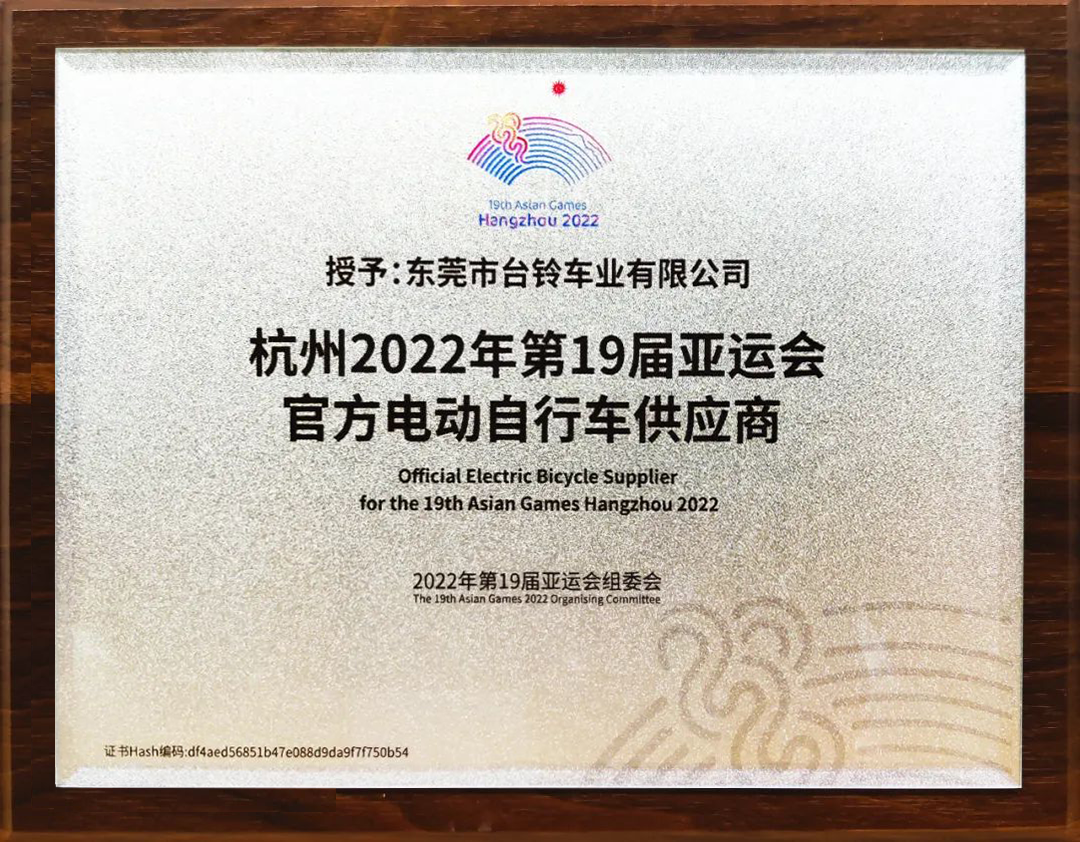 19th Asian Games
Hangzhou 2022
授予：东莞市台铃车业有限公司
杭州2022年第19届亚运会
官方电动自行车供应商
Official Electric Bicycle Supplier
for the 19th Asian Games Hangzhou 2022
2022年第19届亚运会组委会
The 19th Asian Games 2022 Organising Committee
证书Hash编码:df4aed56851b47e088d9da9f7f750b54